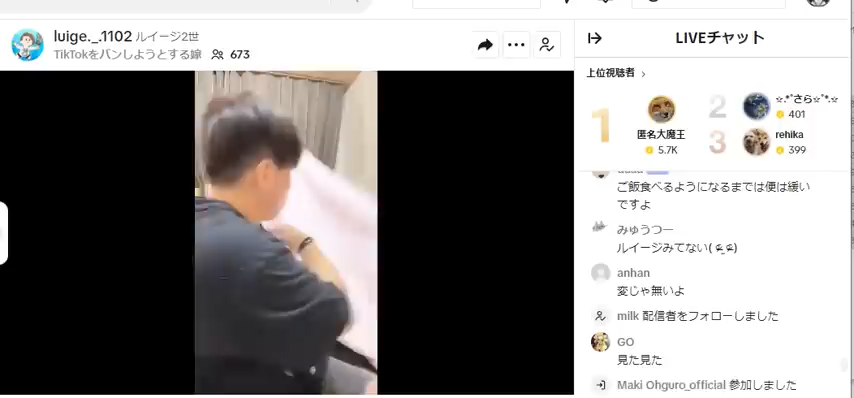 luige._.1102 ルイージ2世
TikTokをバンしようとする嫁 673
LIVEチャット
上位視聴者
1
匿名大魔王
5.7K
2
☆.*ﾟさら☆ﾟ*.☆
401
3
rehika
399
ご飯食べるようになるまでは便は緩い
ですよ
みゅうつー
ルイージみてない
anhan
変じゃ無いよ
milk 配信者をフォローしました
GO
見た見た
Maki Ohguro_official 参加しました